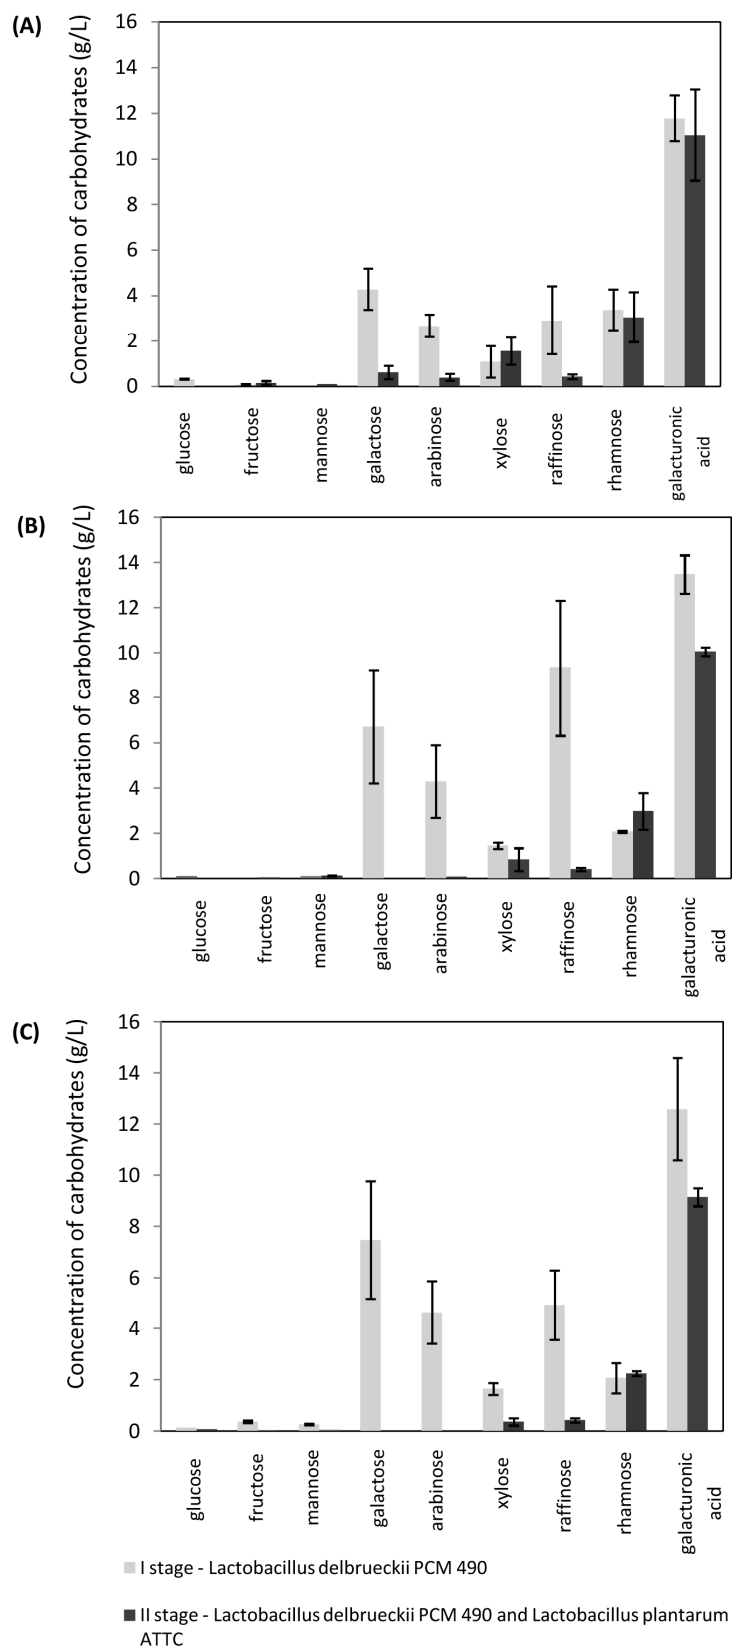 (A)
Concentration of carbohydrates (g/L)
16
14
12
10
8
6
4
2
0
glucose
fructose
mannose
galactose
arabinose
xylose
raffinose
rhamnose
galacturonic
acid
(B)
Concentration of carbohydrates (g/L)
16
14
12
10
8
6
4
2
0
glucose
fructose
mannose
galactose
arabinose
xylose
raffinose
rhamnose
galacturonic
acid
(C)
Concentration of carbohydrates (g/L)
16
14
12
10
8
6
4
2
0
glucose
fructose
mannose
galactose
arabinose
xylose
raffinose
rhamnose
galacturonic
acid
I stage - Lactobacillus delbrueckii PCM 490
II stage - Lactobacillus delbrueckii PCM 490 and Lactobacillus plantarum
ATTC